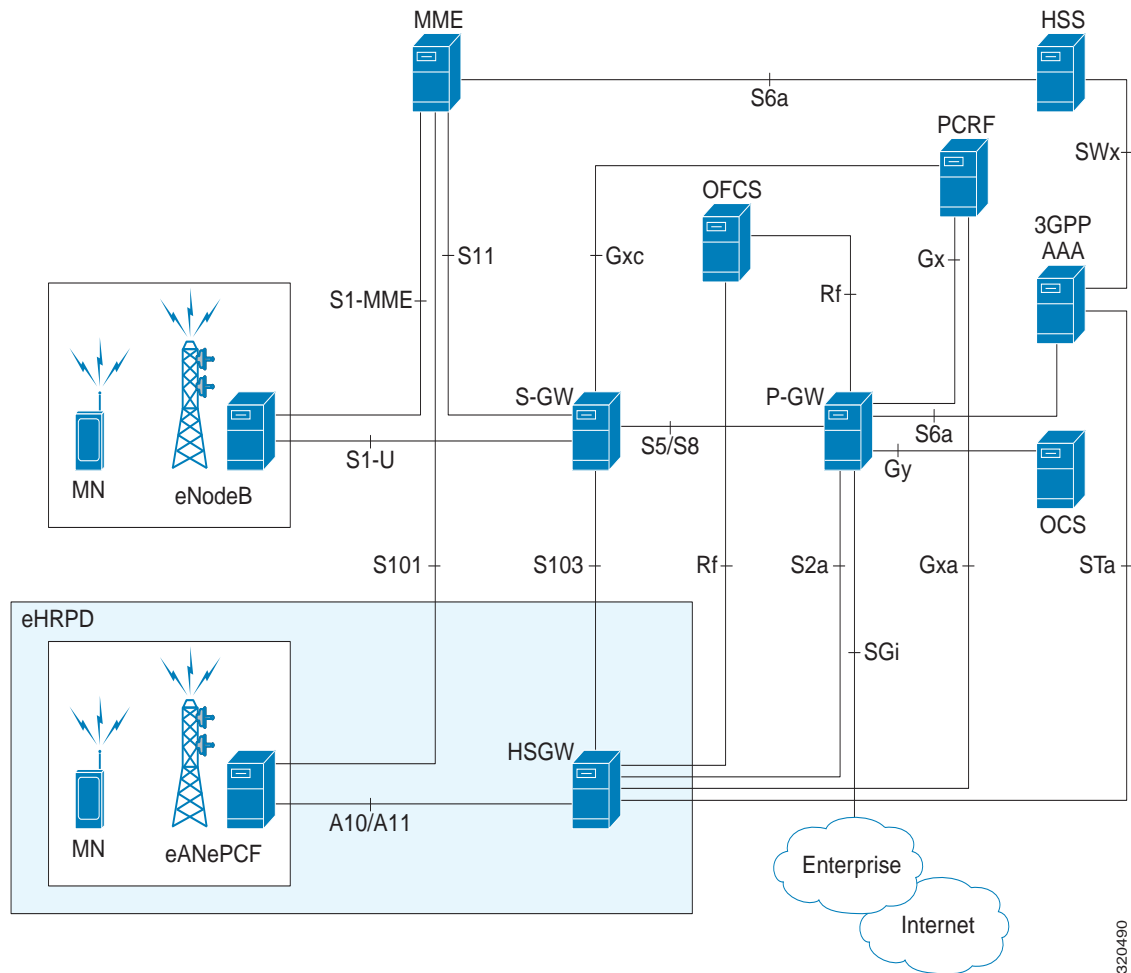 MME
HSS
S6a
PCRF
SWx
OFCS
3GPP
AAA
S11
Gxc
Gx
Rf
S1-MME
S-GW
P-GW
S6a
S5/S8
S1-U
Gy
MN
eNodeB
OCS
S101
S103
Rf
S2a
Gxa
STa
eHRPD
SGi
HSGW
A10/A11
MN
eANePCF
Enterprise
Internet
320490